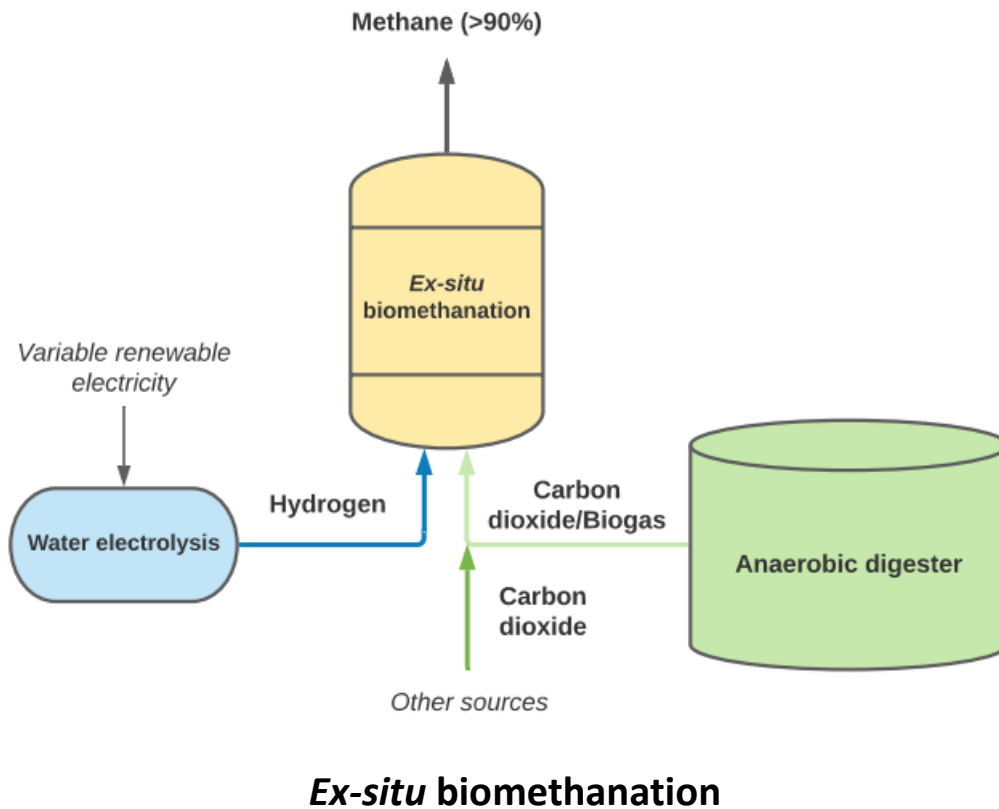 Methane (>90%)
Ex-situ
biomethanation
Variable renewable
electricity
Water electrolysis
Hydrogen
Carbon
dioxide/Biogas
Anaerobic digester
Carbon
dioxide
Other sources
Ex-situ biomethanation